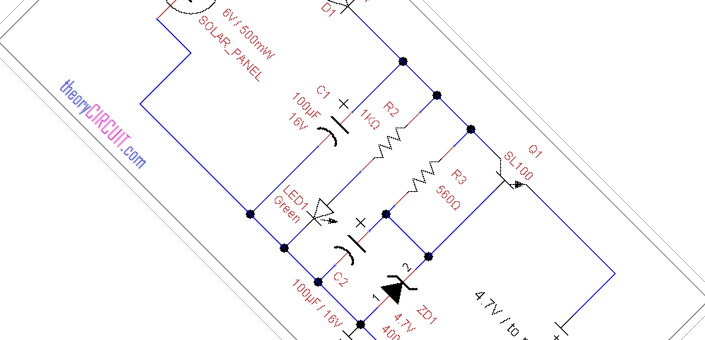 D1
6V/ 500mW
SOLAR_PANEL
theoryCIRCUIT.com
C1
100µF
16V
R2
1KΩ
R3
560Ω
Q1
SL100
LED1
Green
C2
100µF / 16V
2
1
ZD1
4.7V
400
4.7V / to